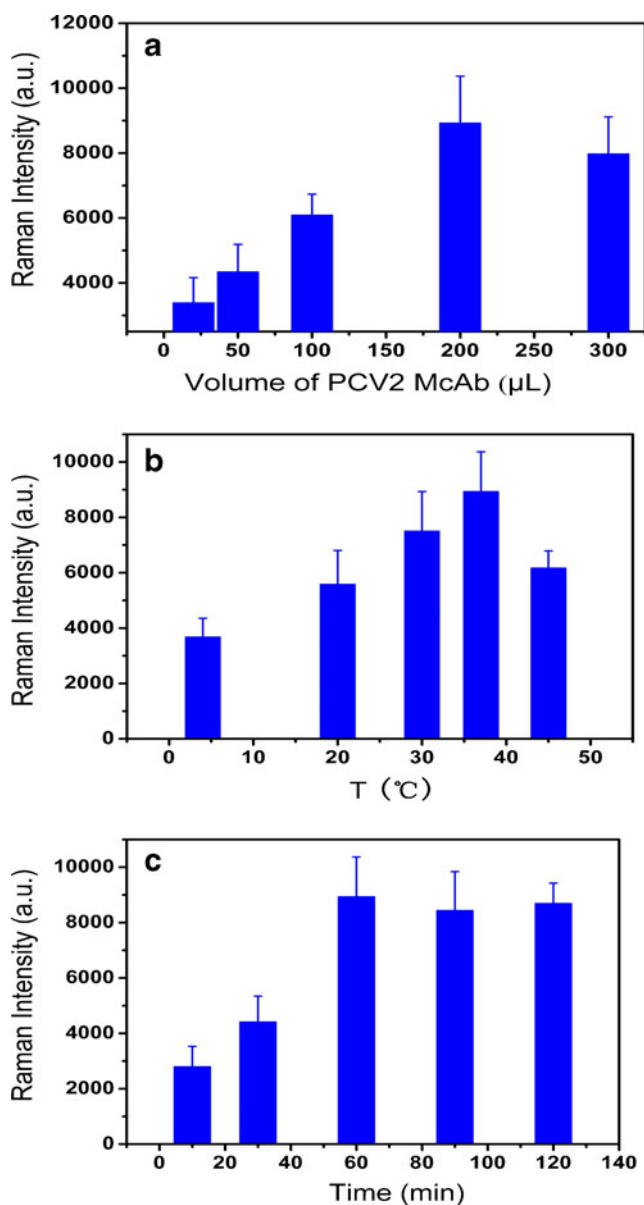 a
12000
10000
8000
6000
4000
Raman Intensity (a.u.)
0 50 100 150 200 250 300
Volume of PCV2 McAb (μL)
b
10000
8000
6000
4000
2000
0
Raman Intensity (a.u.)
0 10 20 30 40 50
T (℃)
c
10000
8000
6000
4000
2000
0
Raman Intensity (a.u.)
0 20 40 60 80 100 120 140
Time (min)